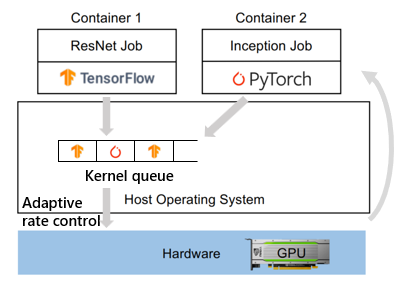 Container 1
Container 2
ResNet Job
Inception Job
TensorFlow
PyTorch
Kernel queue
Host Operating System
Adaptive
rate control
Hardware
GPU